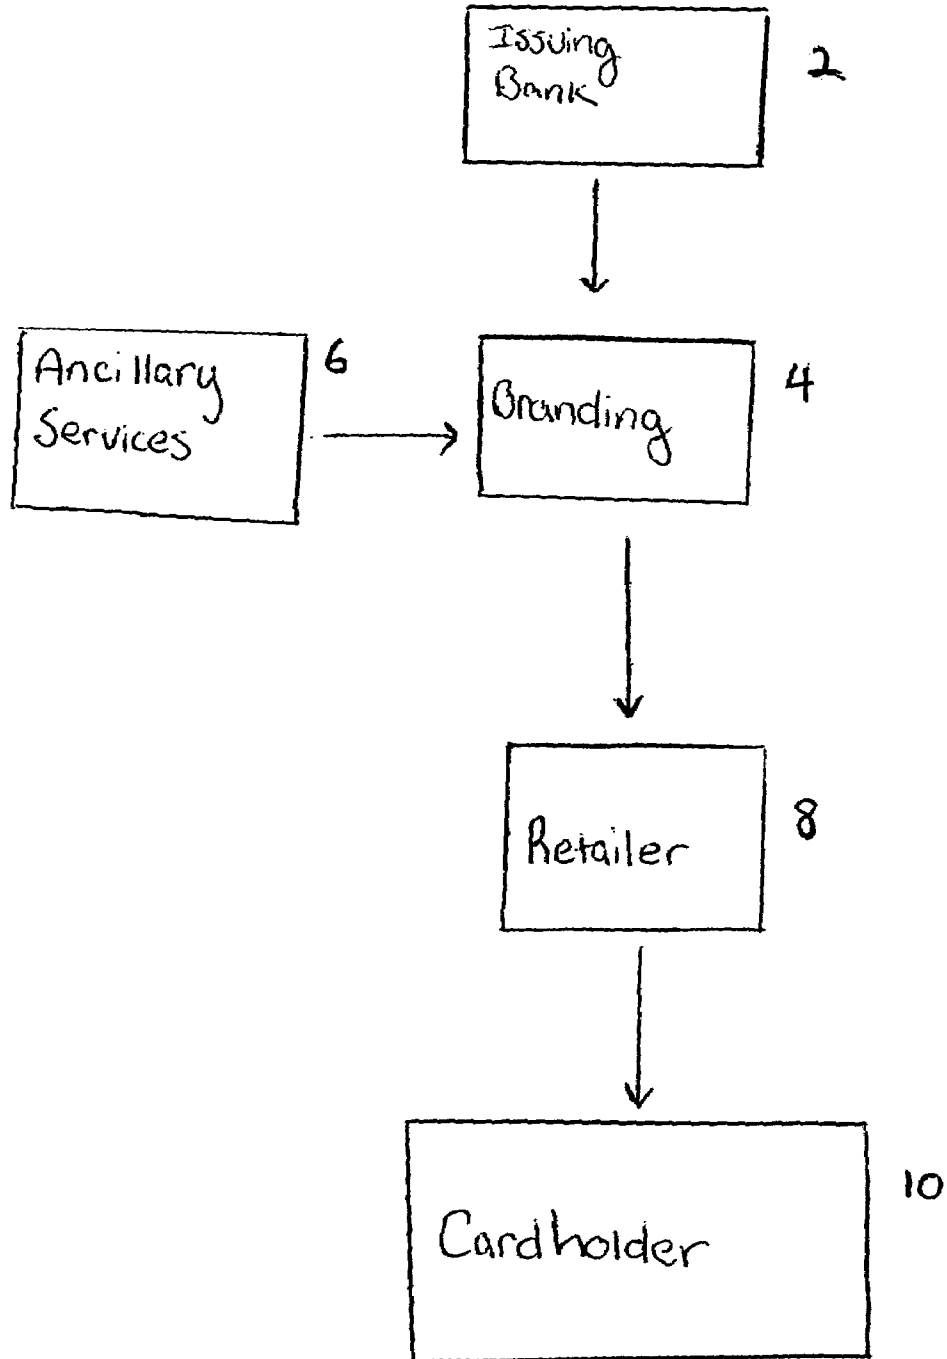 Issuing
Bank
2
Ancillary
Services
6
Branding
4
Retailer
8
Cardholder
10